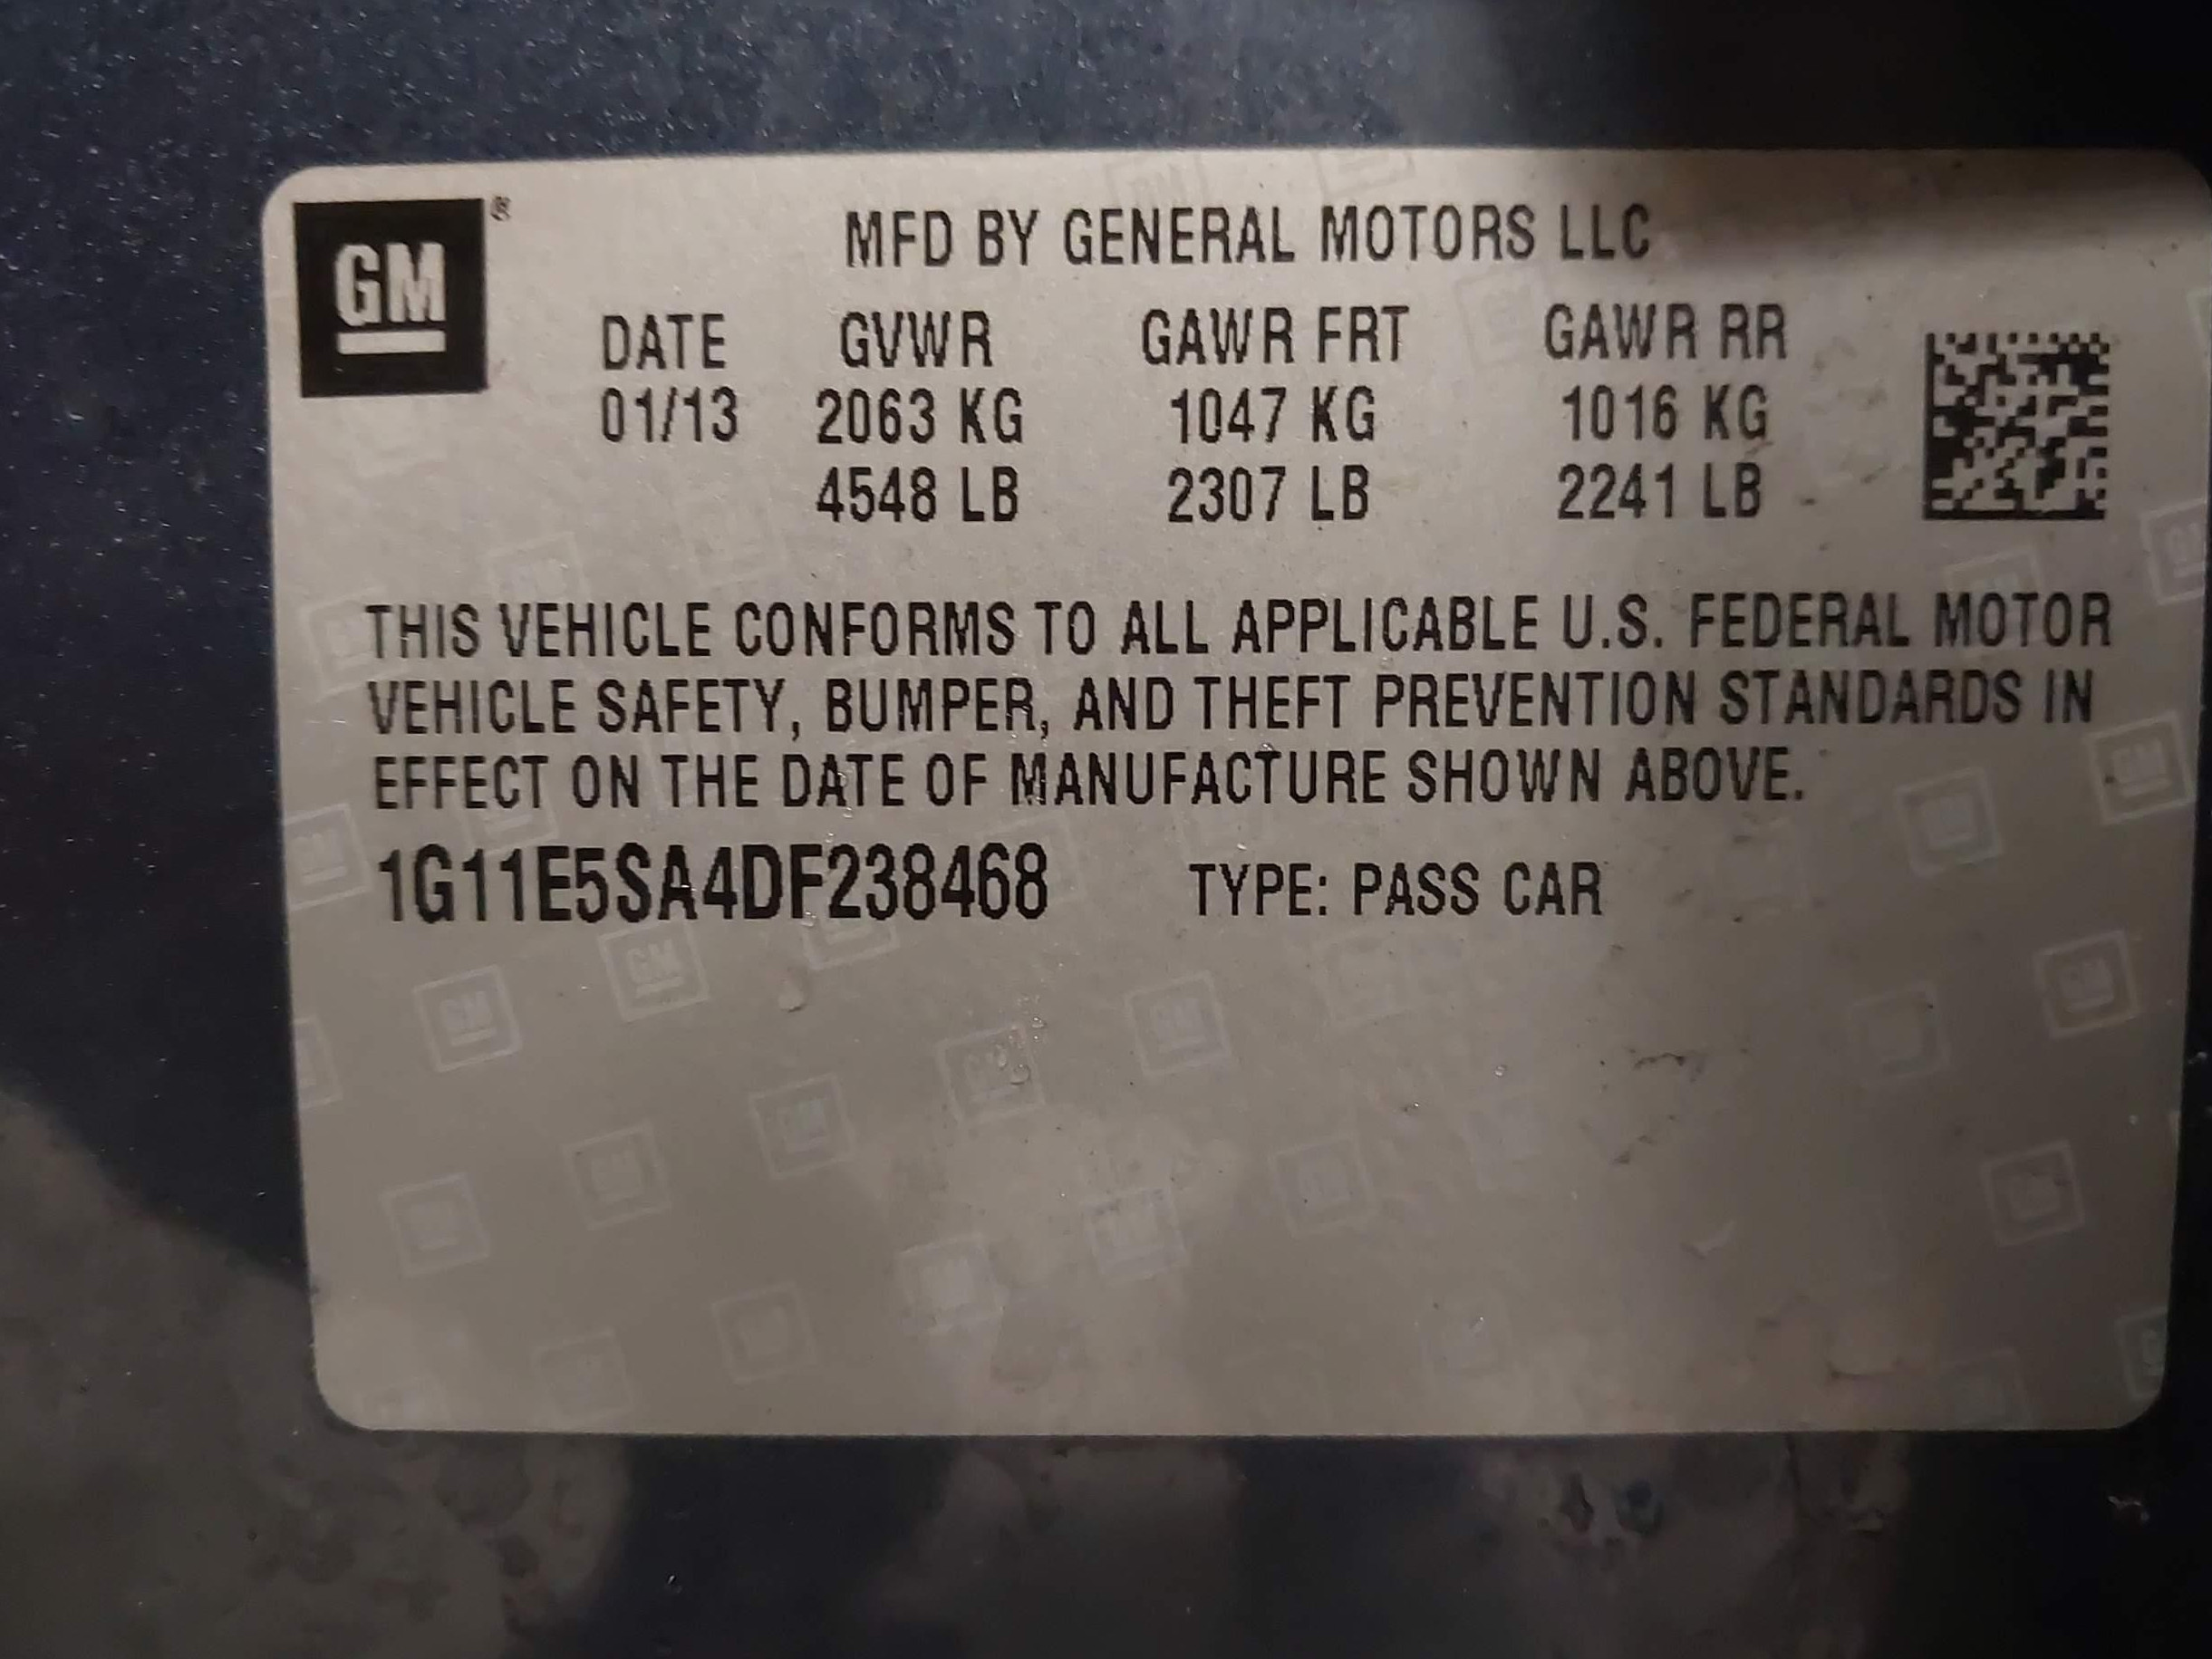 GM®
MFD BY GENERAL MOTORS LLC
DATE GVWR GAWR FRT GAWR RR
01/13 2063 KG 1047 KG 1016 KG
4548 LB 2307 LB 2241 LB
THIS VEHICLE CONFORMS TO ALL APPLICABLE U.S. FEDERAL MOTOR
VEHICLE SAFETY, BUMPER, AND THEFT PREVENTION STANDARDS IN
EFFECT ON THE DATE OF MANUFACTURE SHOWN ABOVE.
1G11E5SA4DF238468 TYPE: PASS CAR